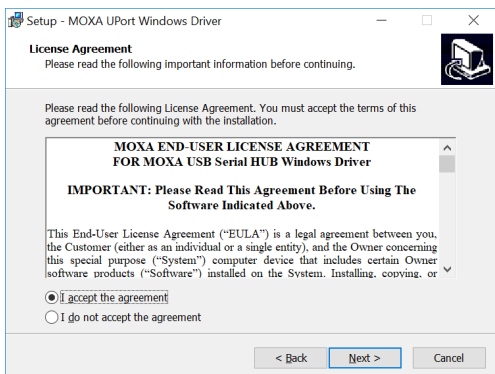 Setup - MOXA UPort Windows Driver
License Agreement
Please read the following important information before continuing.
Please read the following License Agreement. You must accept the terms of this
agreement before continuing with the installation.
MOXA END-USER LICENSE AGREEMENT
FOR MOXA USB Serial HUB Windows Driver
IMPORTANT: Please Read This Agreement Before Using The
Software Indicated Above.
This End-User License Agreement (“EULA”) is a legal agreement between you,
the Customer (either as an individual or a single entity), and the Owner concerning
this special purpose (“System”) computer device that includes certain Owner
software products (“Software”) installed on the System. Installing, copying, or
I accept the agreement
I do not accept the agreement
< Back Next > Cancel